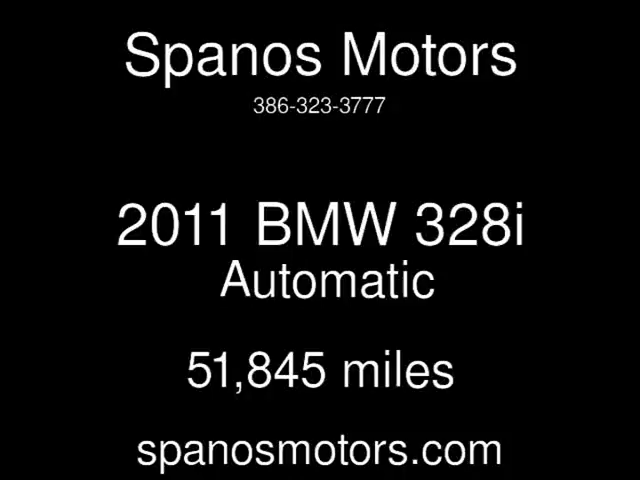 Spanos Motors
386-323-3777
2011 BMW 328i
Automatic
51,845 miles
spanosmotors.com